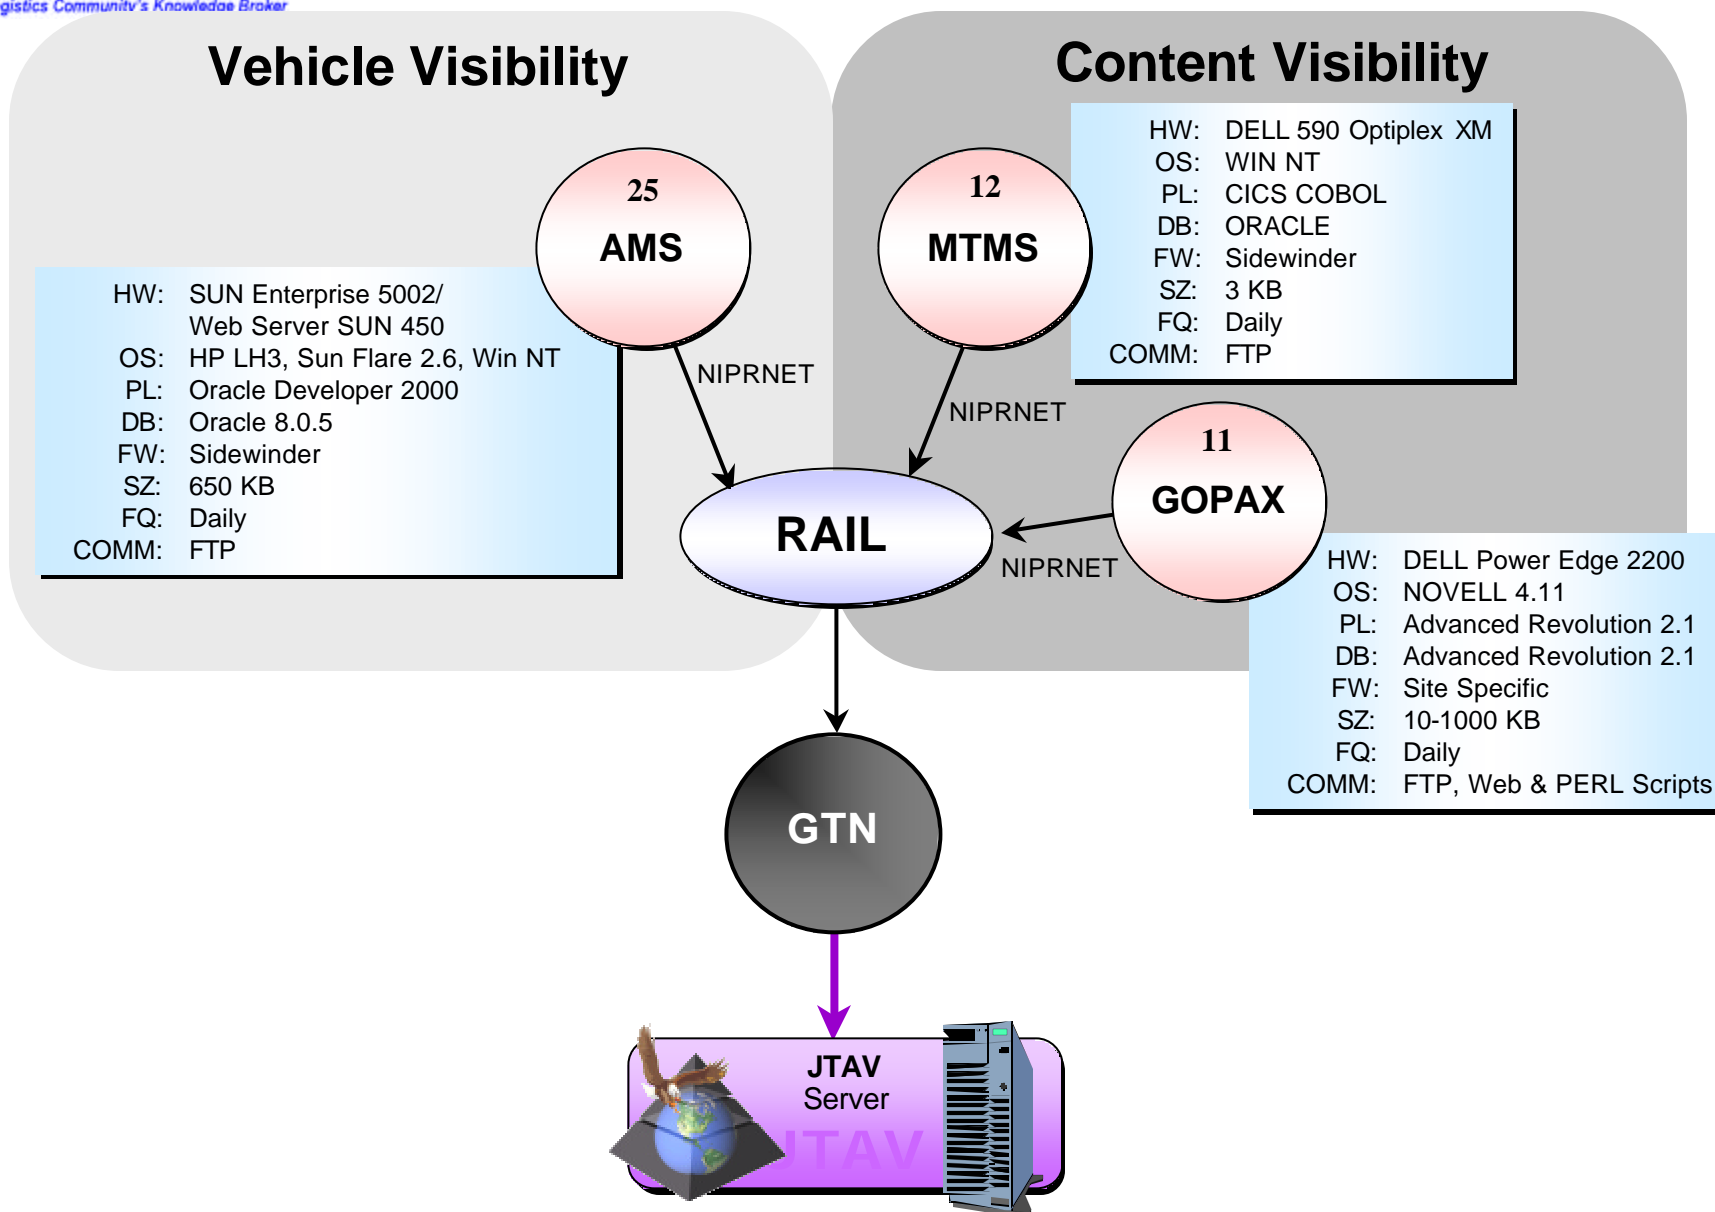 gistics Community's Knowledge Broker
Vehicle Visibility
Content Visibility
25
AMS
HW: SUN Enterprise 5002/
Web Server SUN 450
OS: HP LH3, Sun Flare 2.6, Win NT
PL: Oracle Developer 2000
DB: Oracle 8.0.5
FW: Sidewinder
SZ: 650 KB
FQ: Daily
COMM: FTP
NIPRNET
12
MTMS
HW: DELL 590 Optiplex XM
OS: WIN NT
PL: CICS COBOL
DB: ORACLE
FW: Sidewinder
SZ: 3 KB
FQ: Daily
COMM: FTP
NIPRNET
11
GOPAX
HW: DELL Power Edge 2200
OS: NOVELL 4.11
PL: Advanced Revolution 2.1
DB: Advanced Revolution 2.1
FW: Site Specific
SZ: 10-1000 KB
FQ: Daily
COMM: FTP, Web & PERL Scripts
NIPRNET
RAIL
GTN
JTAV
Server
JTAV